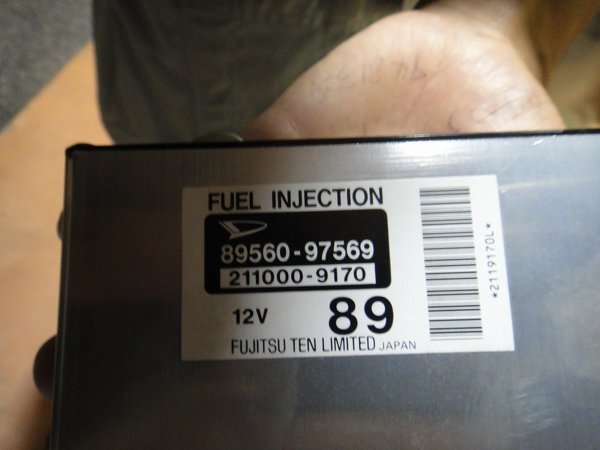 FUEL INJECTION
89560-97569
211000-9170
12V 89
FUJITSU TEN LIMITED JAPAN
*2119170L*